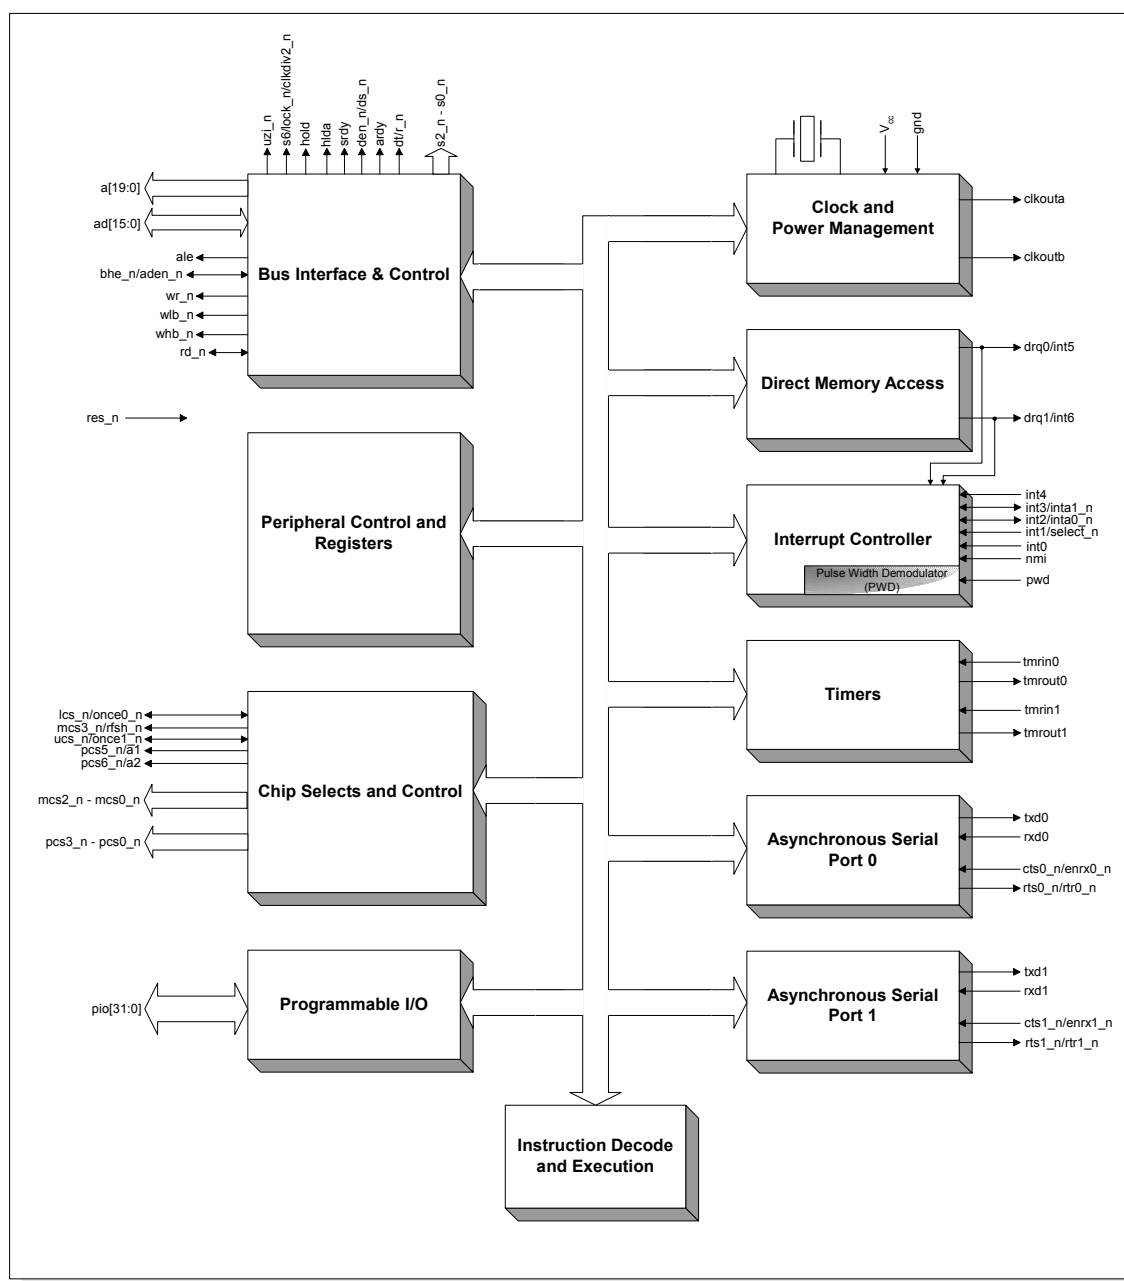 uzi_n
s6/lock_n/clkdiv2_n
hold
hlda
srdy
den_n/ds_n
ardy
dt/r_n
s2_n - s0_n
a[19:0]
ad[15:0]
ale
bhe_n/aden_n
wr_n
wlb_n
whb_n
rd_n
Bus Interface & Control
res_n
Peripheral Control and
Registers
lcs_n/once0_n
mcs3_n/rfsh_n
ucs_n/once1_n
pcs5_n/a1
pcs6_n/a2
mcs2_n - mcs0_n
pcs3_n - pcs0_n
Chip Selects and Control
pio[31:0]
Programmable I/O
Instruction Decode
and Execution
Vcc
gnd
Clock and
Power Management
clkouta
clkoutb
Direct Memory Access
drq0/int5
drq1/int6
Interrupt Controller
Pulse Width Demodulator
(PWD)
int4
int3/inta1_n
int2/inta0_n
int1/select_n
int0
nmi
pwd
Timers
tmrin0
tmrout0
tmrin1
tmrout1
Asynchronous Serial
Port 0
txd0
rxd0
cts0_n/enrx0_n
rts0_n/rtr0_n
Asynchronous Serial
Port 1
txd1
rxd1
cts1_n/enrx1_n
rts1_n/rtr1_n